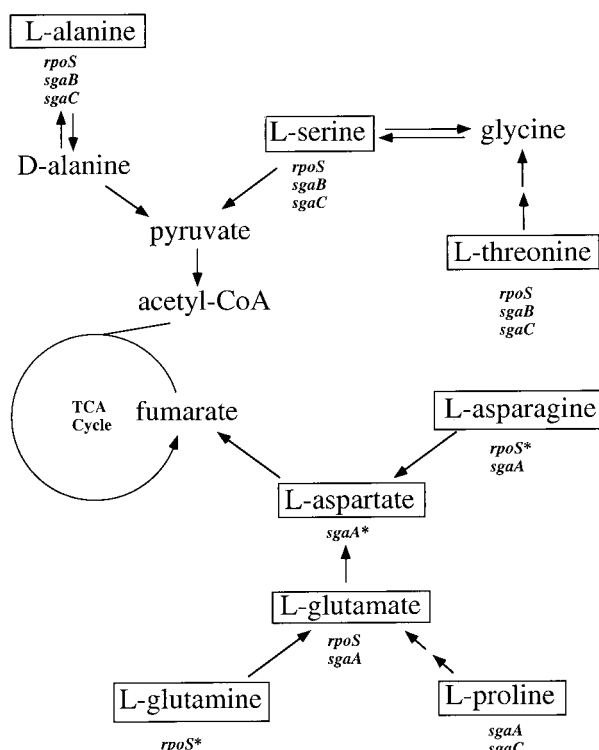 L-alanine
rpoS
sgaB
sgaC
D-alanine
L-serine
rpoS
sgaB
sgaC
glycine
pyruvate
L-threonine
rpoS
sgaB
sgaC
acetyl-CoA
TCA
Cycle
fumarate
L-asparagine
rpoS*
sgaA
L-aspartate
sgaA*
L-glutamate
rpoS
sgaA
L-glutamine
rpoS*
L-proline
sgaA
sgaC